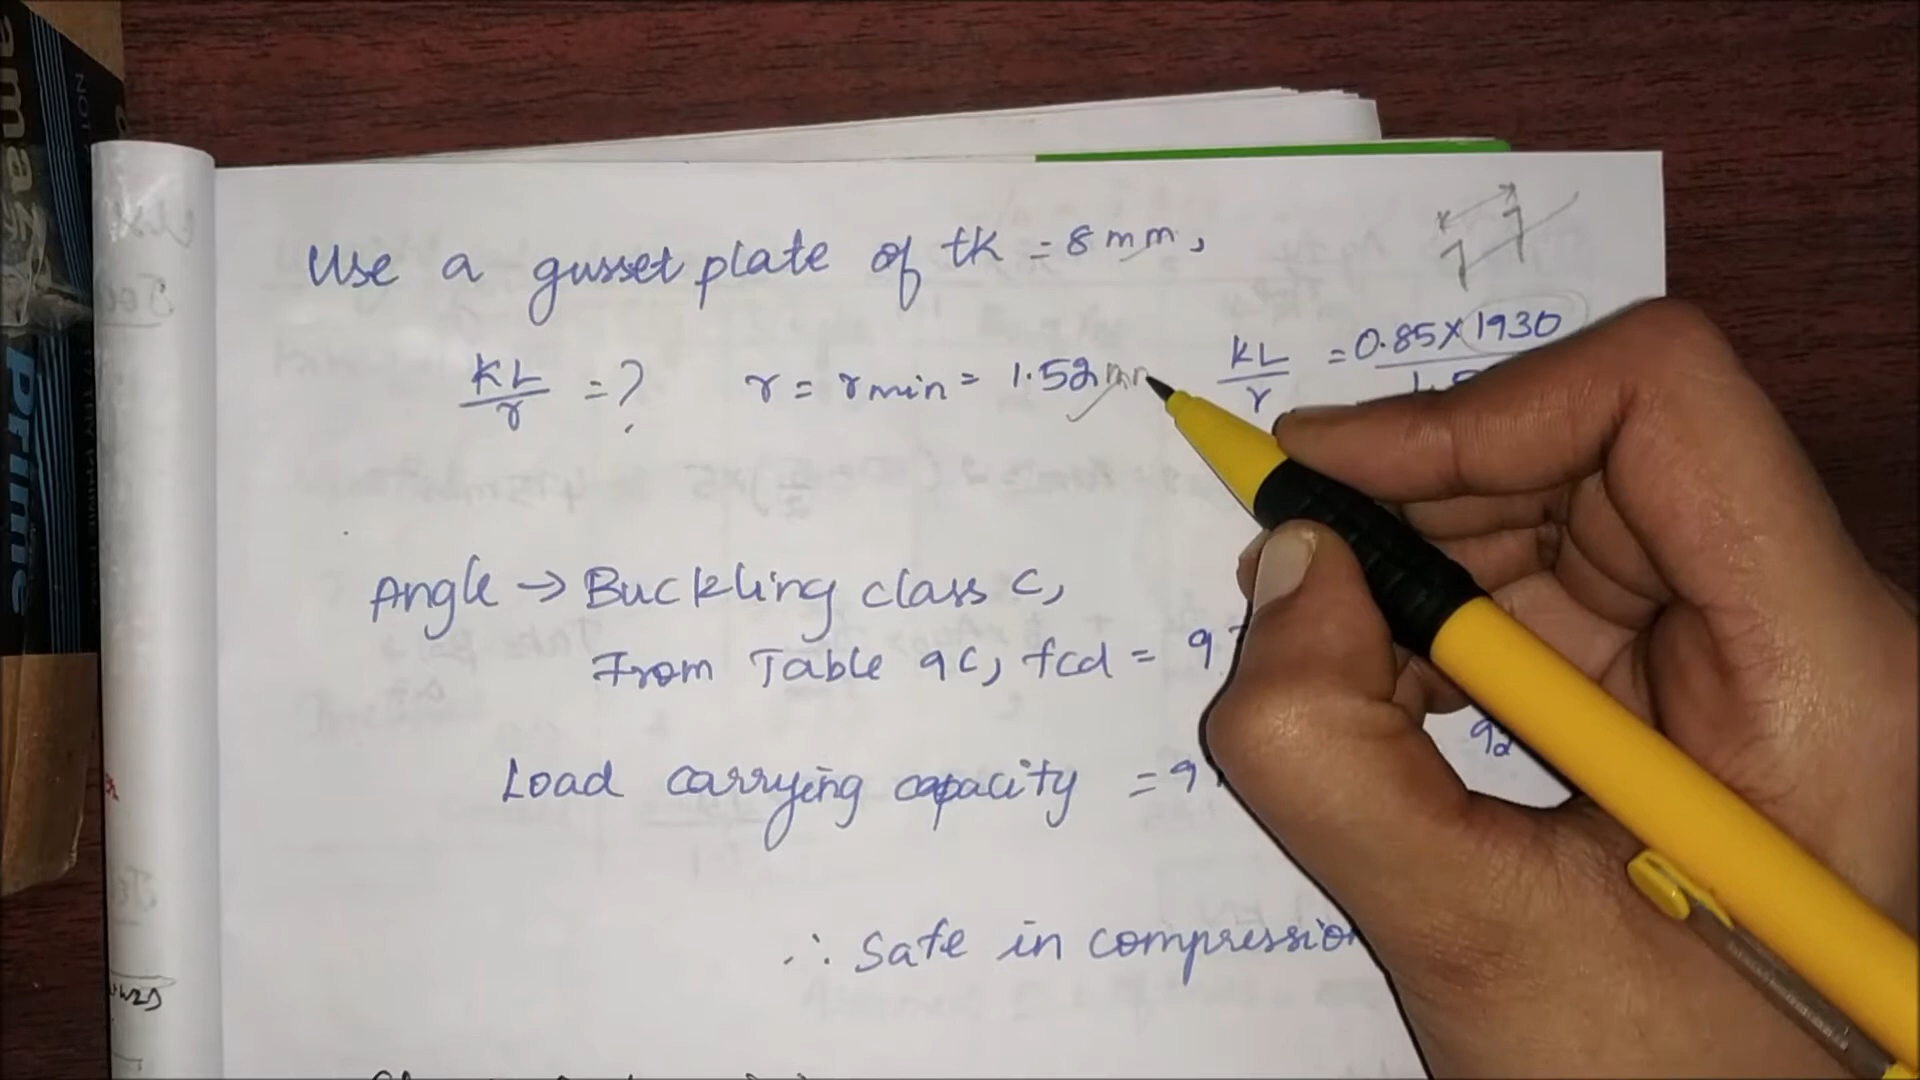 Use a gusset plate of tk = 8 mm,
KL/r = ? r = rmin = 1.52 KL/r = 0.85 x 1930
Angle → Buckling class C,
From Table 9C, fcd = 9.
Load carrying capacity = 9
∴ Safe in compression
Prime